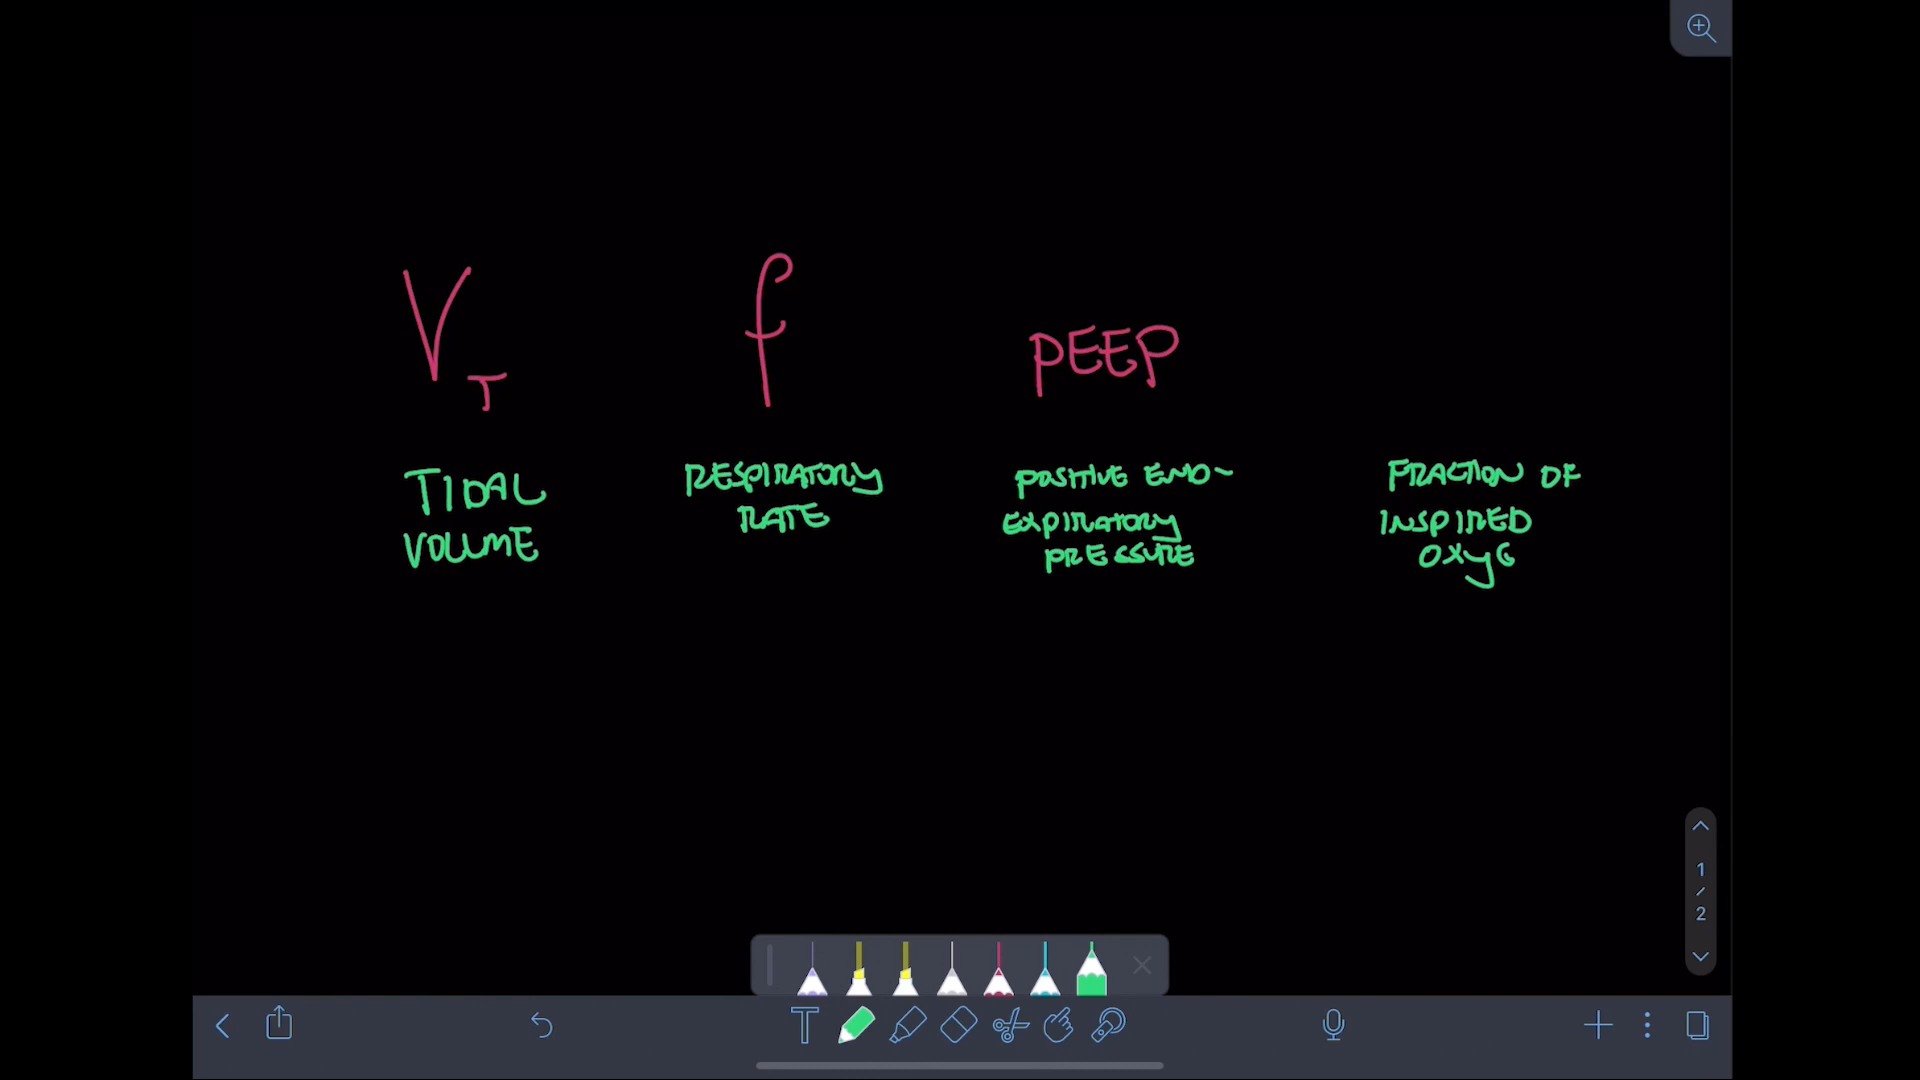 V
T
f
PEEP
TIDAL
VOLUME
RESPIRATORY
RATE
POSITIVE END-
EXPIRATORY
PRESSURE
FRACTION OF
INSPIRED
OXYG
1
/
2
T